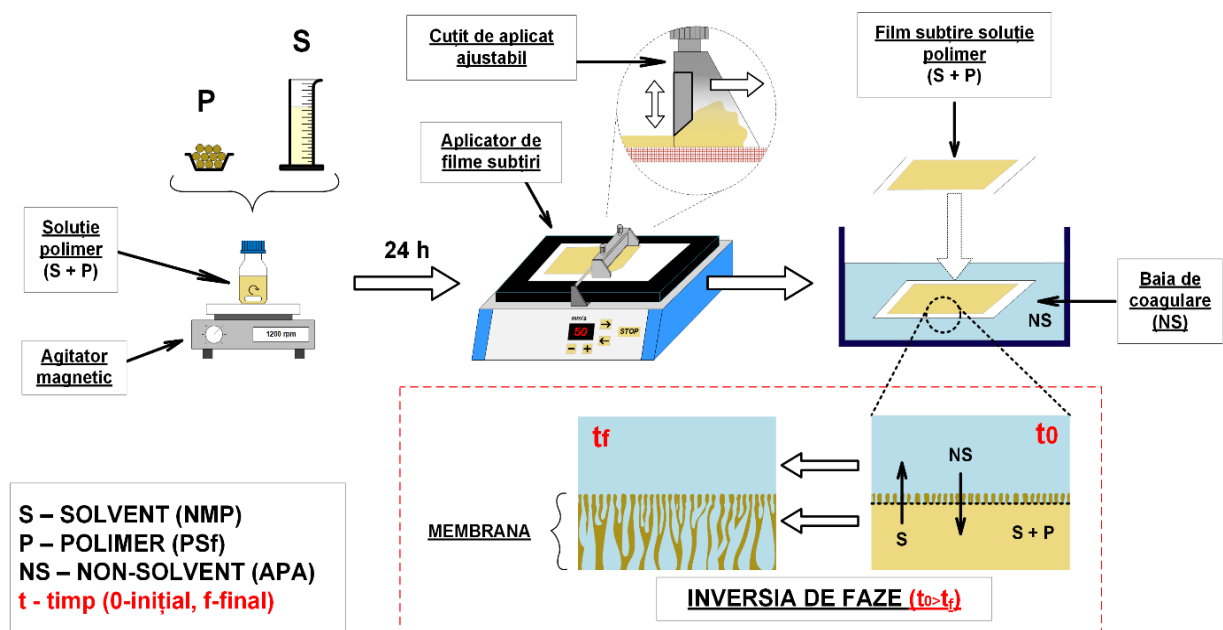 S
P
Soluție
polimer
(S + P)
1200 rpm
Agitator
magnetic
24 h
Cuțit de aplicat
ajustabil
Aplicator de
filme subțiri
mm/s
50
STOP
Film subțire soluție
polimer
(S + P)
NS
Baia de
coagulare
(NS)
tf
t0
NS
S
S + P
MEMBRANA
INVERSIA DE FAZE (t0>tf)
S – SOLVENT (NMP)
P – POLIMER (PSf)
NS – NON-SOLVENT (APA)
t - timp (0-inițial, f-final)